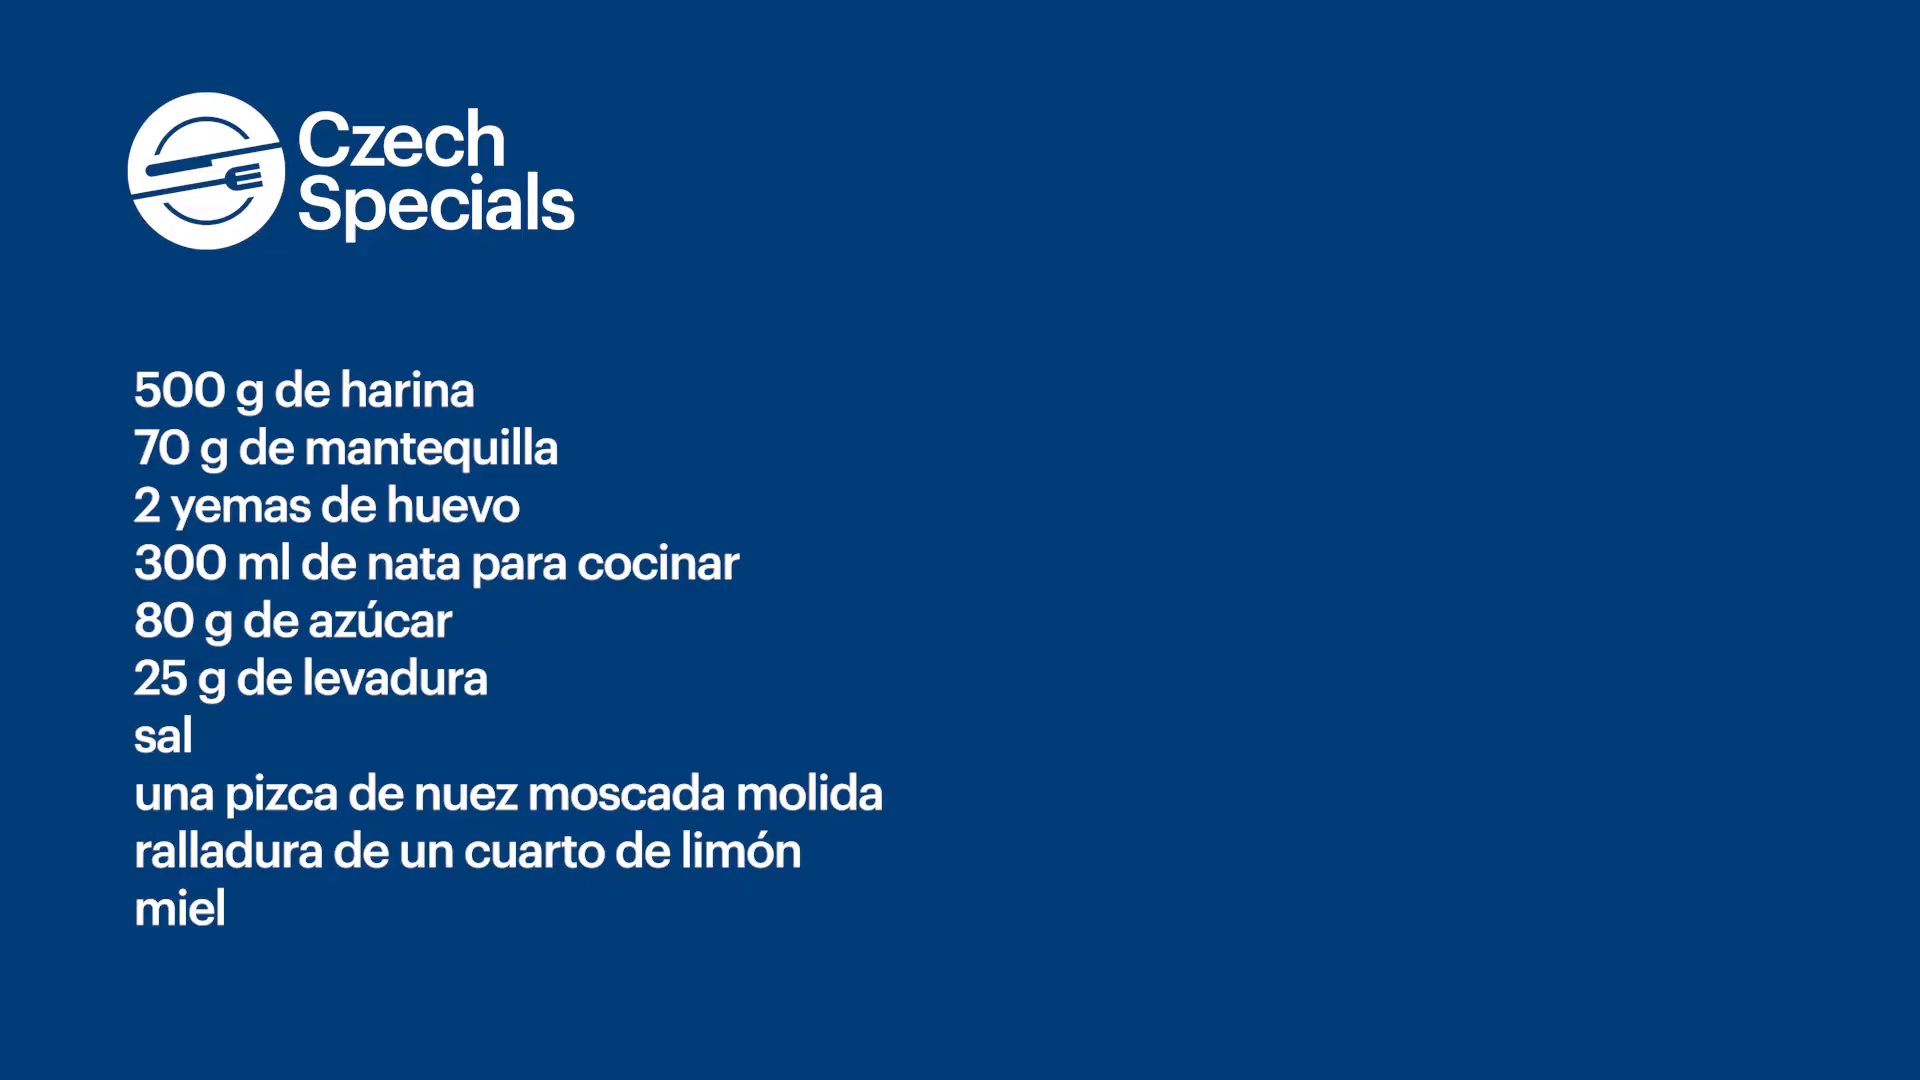 Czech
Specials
500 g de harina
70 g de mantequilla
2 yemas de huevo
300 ml de nata para cocinar
80 g de azúcar
25 g de levadura
sal
una pizca de nuez moscada molida
ralladura de un cuarto de limón
miel